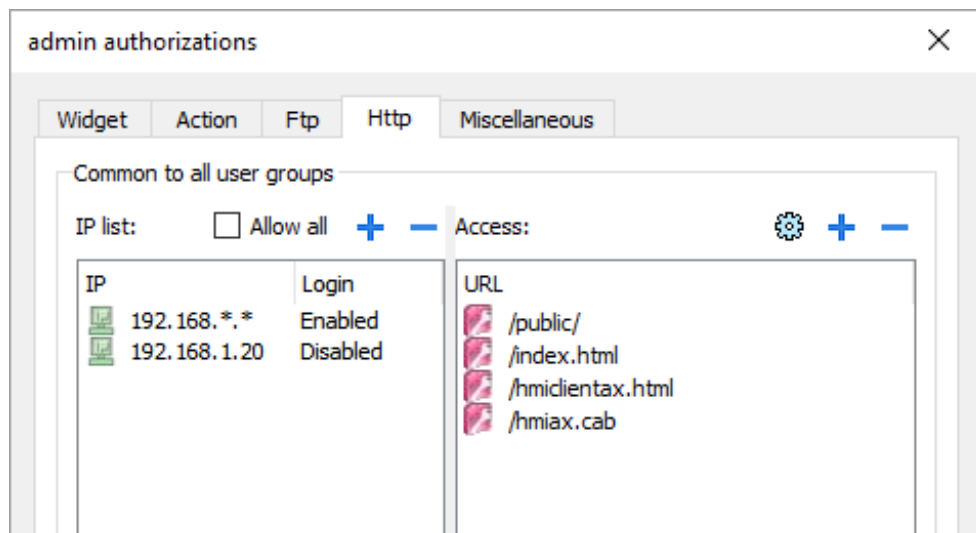 admin authorizations
Widget Action Ftp Http Miscellaneous
Common to all user groups
IP list: Allow all Access:
IP Login URL
192.168.*.* Enabled /public/
192.168.1.20 Disabled /index.html
/hmiclientax.html
/hmiax.cab